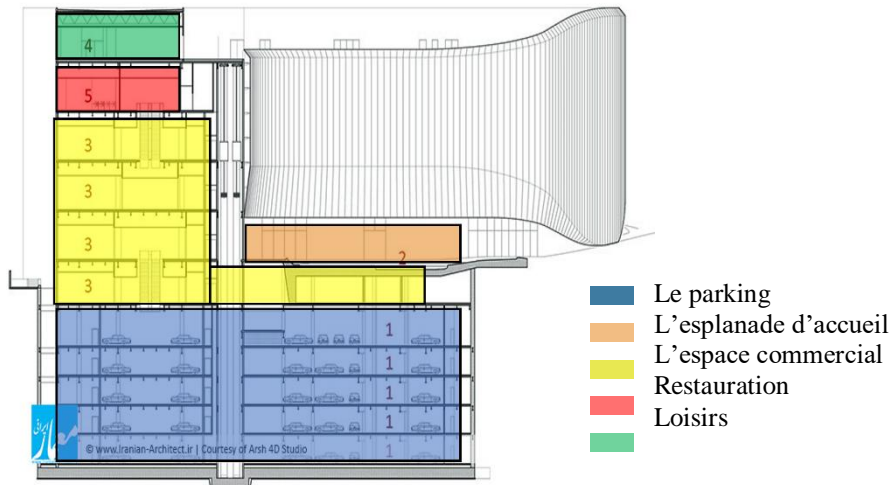 4
5
3
3
3
2
3
1
1
1
1
1
© www.Iranian-Architect.ir | Courtesy of Arsh 4D Studio
Le parking
L'esplanade d'accueil
L'espace commercial
Restauration
Loisirs